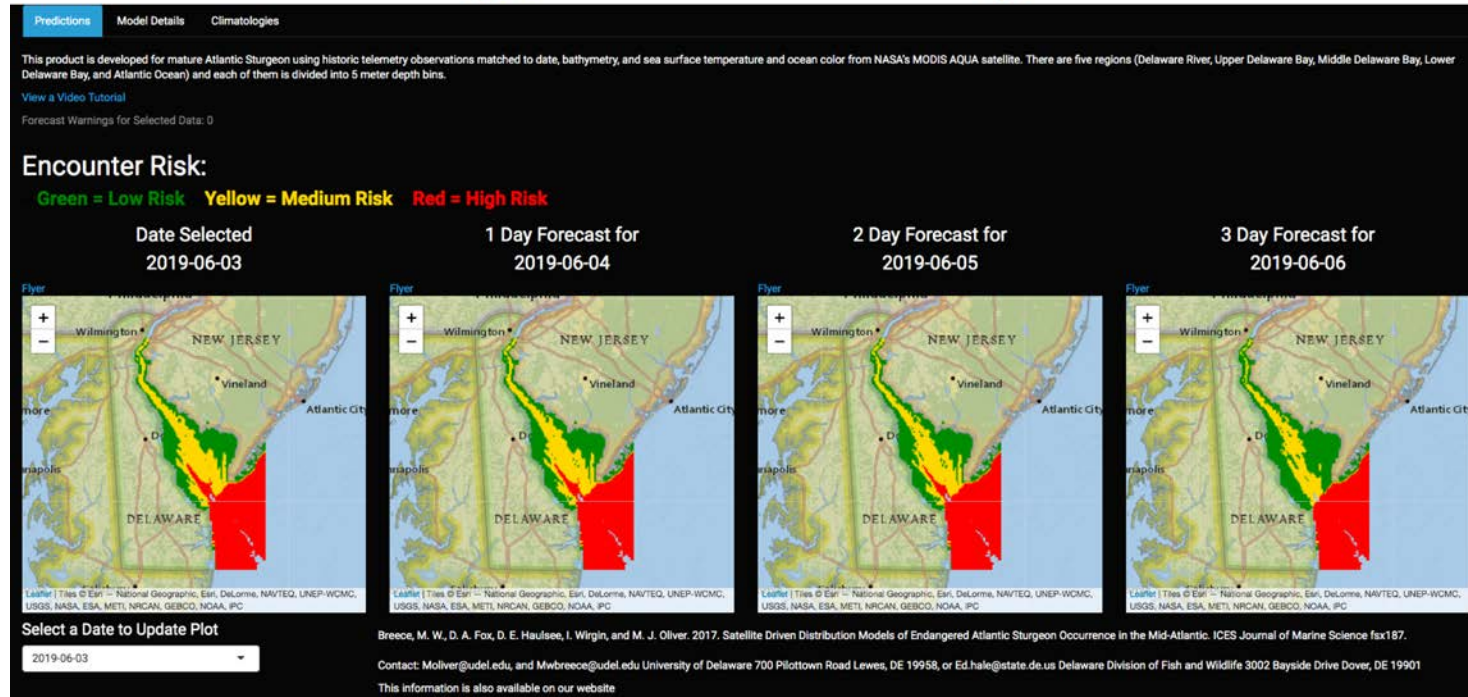 Predictions Model Details Climatologies
This product is developed for mature Atlantic Sturgeon using historic telemetry observations matched to date, bathymetry, and sea surface temperature and ocean color from NASA's MODIS AQUA satellite. There are five regions (Delaware River, Upper Delaware Bay, Middle Delaware Bay, Lower
Delaware Bay, and Atlantic Ocean) and each of them is divided into 5 meter depth bins.
View a Video Tutorial
Forecast Warnings for Selected Data: 0
Encounter Risk:
Green = Low Risk Yellow = Medium Risk Red = High Risk
Date Selected
2019-06-03
Flyer
+
−
Wilmington
NEW JERSEY
Vineland
Atlantic City
more
napolis
DELAWARE
Leaflet | Tiles © Esri — National Geographic, Esri, DeLorme, NAVTEQ, UNEP-WCMC,
USGS, NASA, ESA, METI, NRCAN, GEBCO, NOAA, iPC
1 Day Forecast for
2019-06-04
Flyer
+
−
Wilmington
NEW JERSEY
Vineland
Atlantic City
more
napolis
DELAWARE
Leaflet | Tiles © Esri — National Geographic, Esri, DeLorme, NAVTEQ, UNEP-WCMC,
USGS, NASA, ESA, METI, NRCAN, GEBCO, NOAA, iPC
2 Day Forecast for
2019-06-05
Flyer
+
−
Wilmington
NEW JERSEY
Vineland
Atlantic City
more
napolis
DELAWARE
Leaflet | Tiles © Esri — National Geographic, Esri, DeLorme, NAVTEQ, UNEP-WCMC,
USGS, NASA, ESA, METI, NRCAN, GEBCO, NOAA, iPC
3 Day Forecast for
2019-06-06
Flyer
+
−
Wilmington
NEW JERSEY
Vineland
Atlantic Cit
more
napolis
DELAWARE
Leaflet | Tiles © Esri — National Geographic, Esri, DeLorme, NAVTEQ, UNEP-WCMC,
USGS, NASA, ESA, METI, NRCAN, GEBCO, NOAA, iPC
Select a Date to Update Plot
2019-06-03
Breece, M. W., D. A. Fox, D. E. Haulsee, I. Wirgin, and M. J. Oliver. 2017. Satellite Driven Distribution Models of Endangered Atlantic Sturgeon Occurrence in the Mid-Atlantic. ICES Journal of Marine Science fsx187.
Contact: Moliver@udel.edu, and Mwbreece@udel.edu University of Delaware 700 Pilottown Road Lewes, DE 19958, or Ed.hale@state.de.us Delaware Division of Fish and Wildlife 3002 Bayside Drive Dover, DE 19901
This information is also available on our website